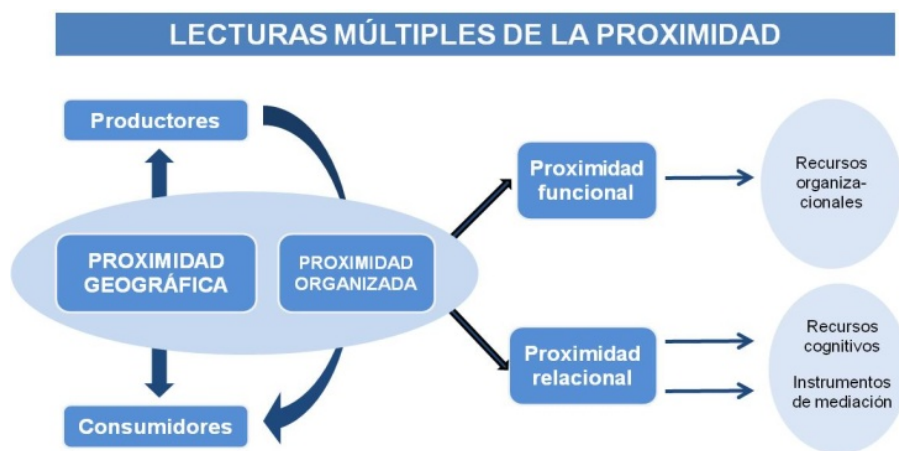 LECTURAS MÚLTIPLES DE LA PROXIMIDAD
Productores
PROXIMIDAD
GEOGRÁFICA
PROXIMIDAD
ORGANIZADA
Consumidores
Proximidad
funcional
Recursos
organiza-
cionales
Proximidad
relacional
Recursos
cognitivos
Instrumentos
de mediación